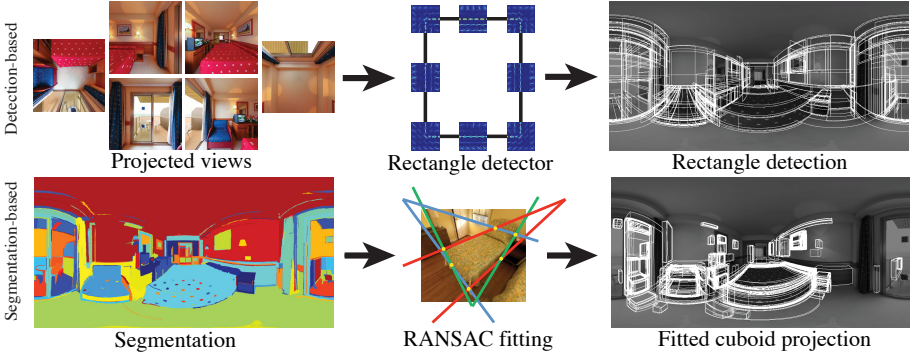 Detection-based
Projected views
Rectangle detector
Rectangle detection
Segmentation-based
Segmentation
RANSAC fitting
Fitted cuboid projection